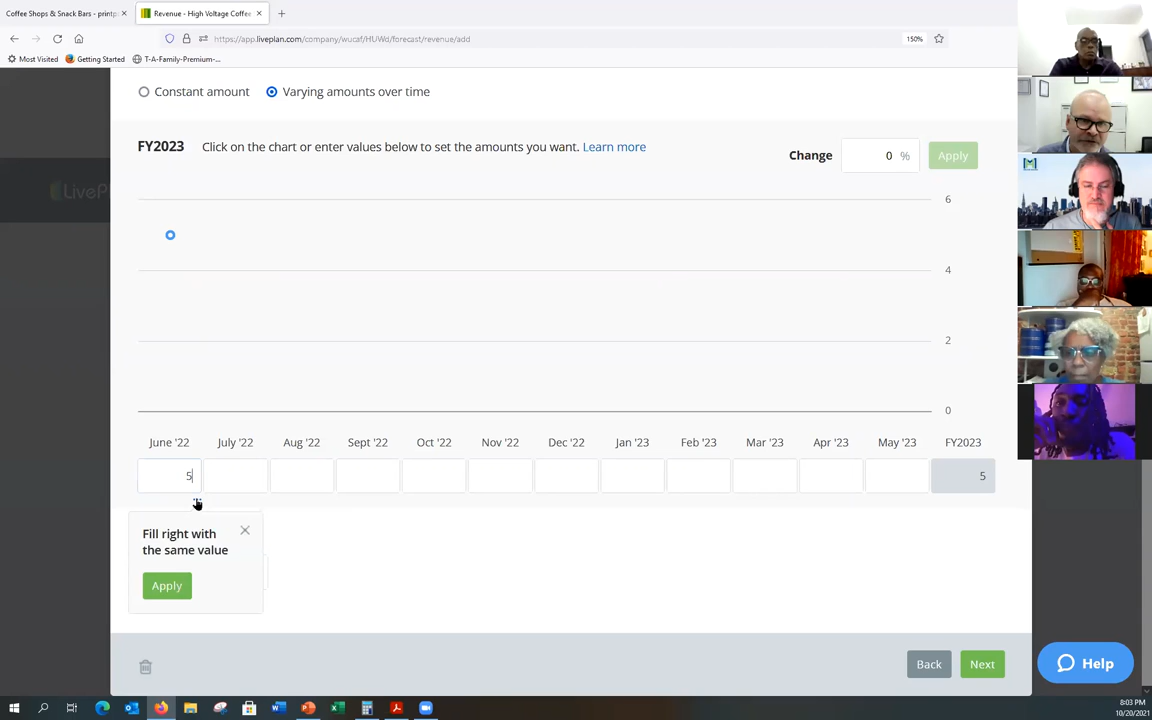 Coffee Shops & Snack Bars - printp
Revenue - High Voltage Coffee
https://app.liveplan.com/company/wucaf/HUWd/forecast/revenue/add
150%
Most Visited
Getting Started
T-A-Family-Premium-...
LivePl
Constant amount
Varying amounts over time
FY2023
Click on the chart or enter values below to set the amounts you want. Learn more
Change
0 %
Apply
6
4
2
0
June '22
July '22
Aug '22
Sept '22
Oct '22
Nov '22
Dec '22
Jan '23
Feb '23
Mar '23
Apr '23
May '23
FY2023
5
5
Fill right with
the same value
Apply
Back
Next
Help
8:03 PM
10/20/2021